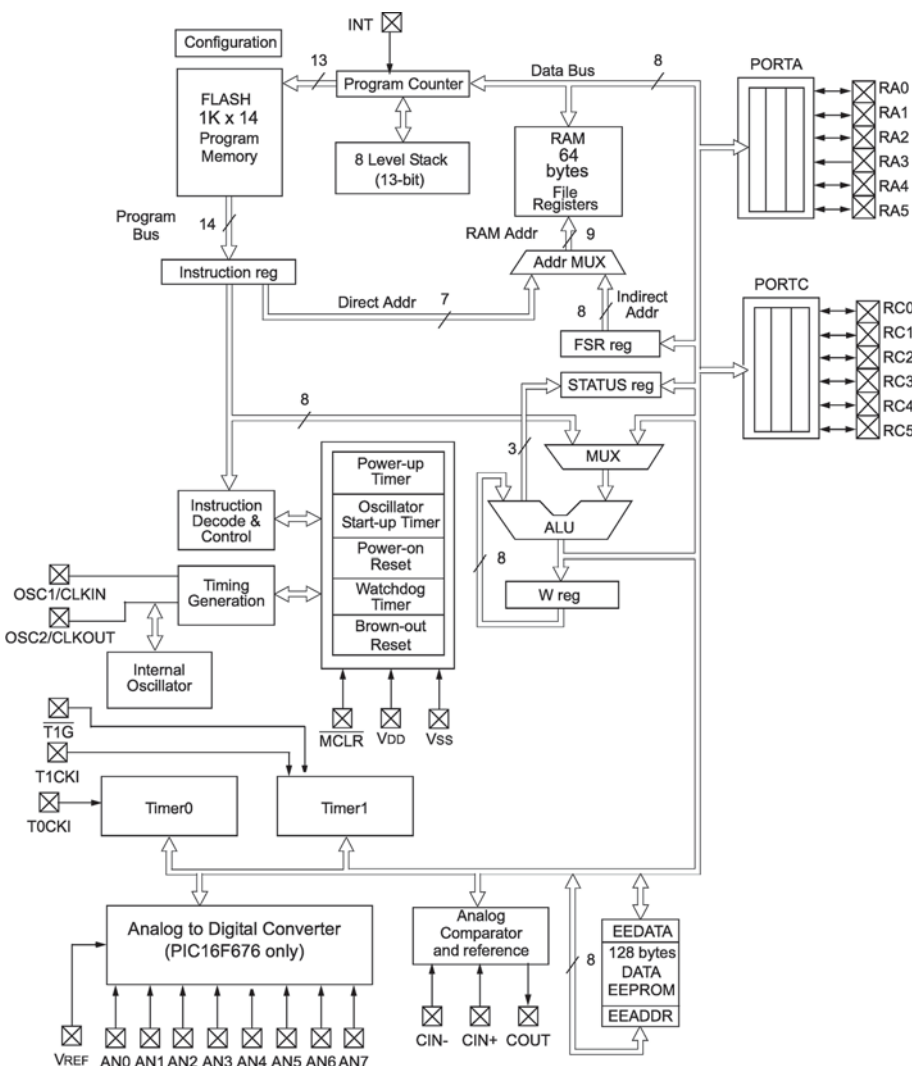 INT
Configuration
13
Program Counter
Data Bus
8
PORTA
FLASH
1K x 14
Program
Memory
8 Level Stack
(13-bit)
RAM
64
bytes
File
Registers
RA0
RA1
RA2
RA3
RA4
RA5
Program
Bus
14
RAM Addr
9
Addr MUX
Instruction reg
Direct Addr
7
8
Indirect
Addr
FSR reg
STATUS reg
PORTC
RC0
RC1
RC2
RC3
RC4
RC5
8
3
MUX
ALU
8
W reg
Instruction
Decode &
Control
Power-up
Timer
Oscillator
Start-up Timer
Power-on
Reset
Watchdog
Timer
Brown-out
Reset
OSC1/CLKIN
OSC2/CLKOUT
Timing
Generation
Internal
Oscillator
MCLR
VDD
VSS
T1G
T1CKI
T0CKI
Timer0
Timer1
Analog to Digital Converter
(PIC16F676 only)
Analog
Comparator
and reference
8
EEDATA
128 bytes
DATA
EEPROM
EEADDR
VREF
AN0 AN1 AN2 AN3 AN4 AN5 AN6 AN7
CIN- CIN+ COUT